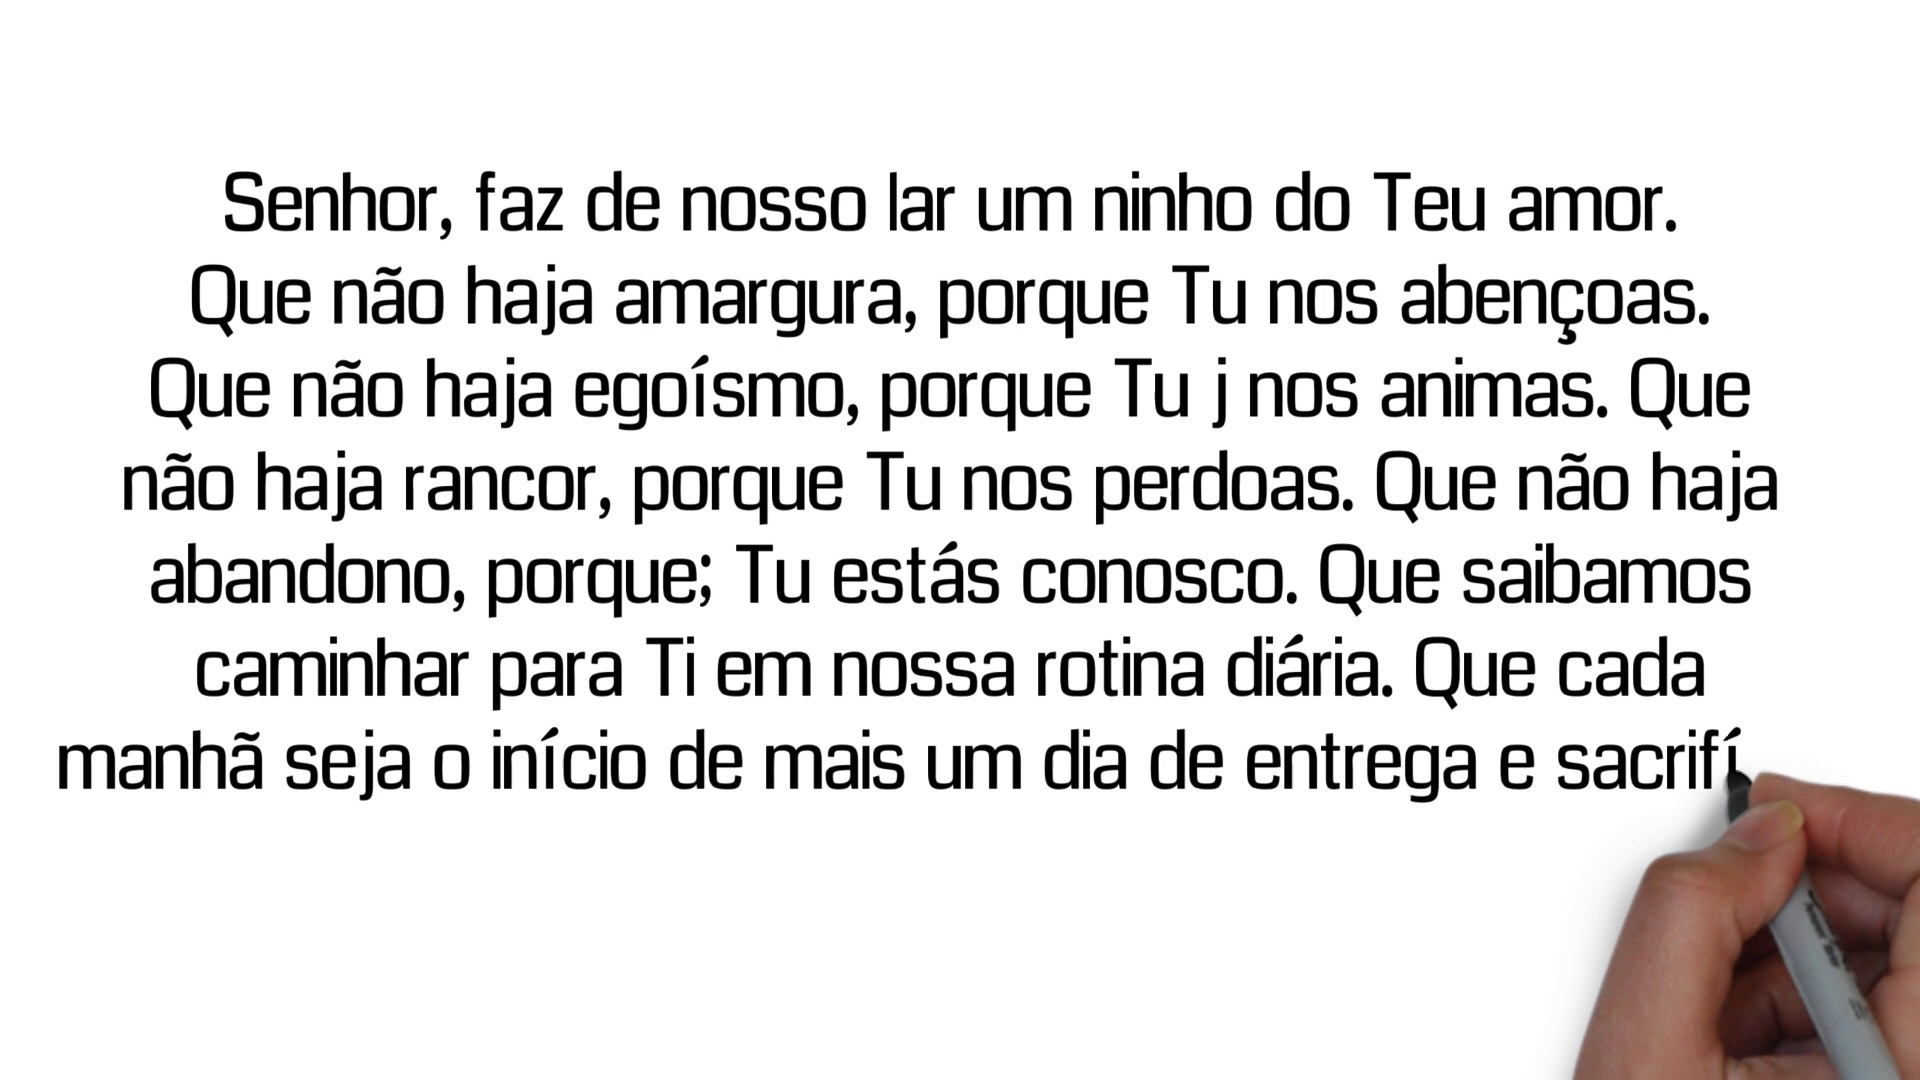 Senhor, faz de nosso lar um ninho do Teu amor.
Que não haja amargura, porque Tu nos abençoas.
Que não haja egoísmo, porque Tu j nos animas. Que
não haja rancor, porque Tu nos perdoas. Que não haja
abandono, porque; Tu estás conosco. Que saibamos
caminhar para Ti em nossa rotina diária. Que cada
manhã seja o início de mais um dia de entrega e sacrifí